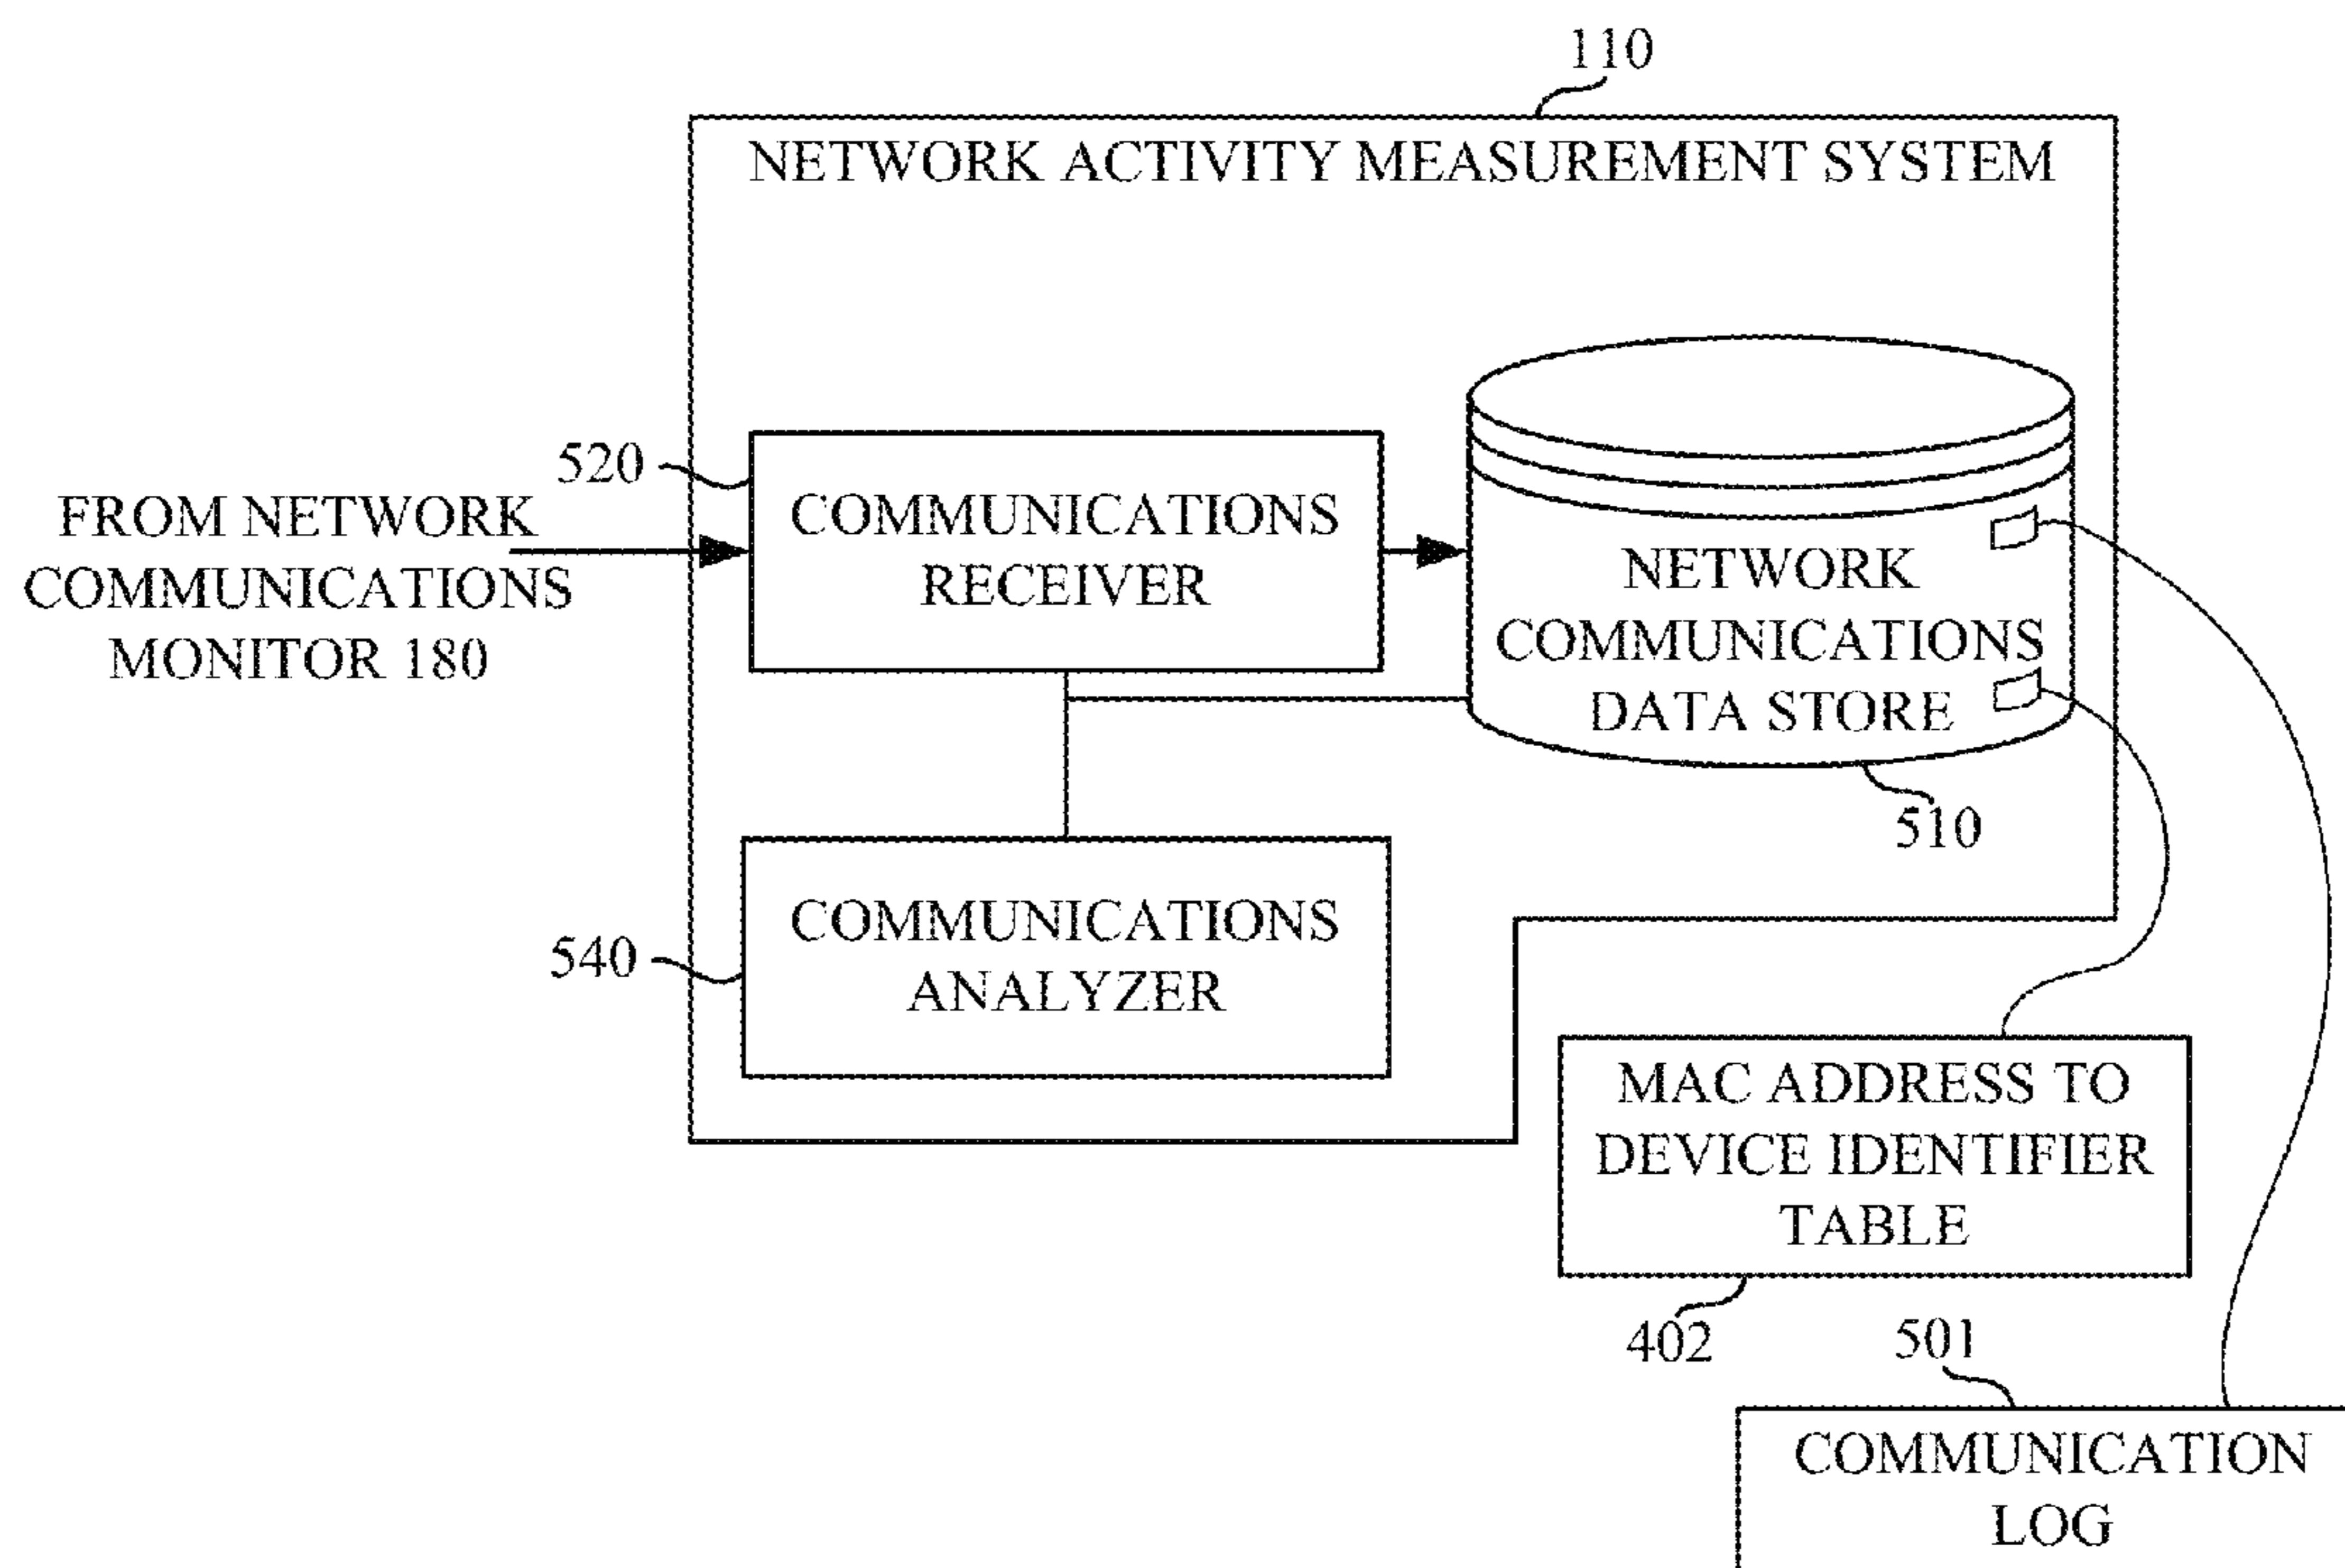 110
NETWORK ACTIVITY MEASUREMENT SYSTEM
520
FROM NETWORK
COMMUNICATIONS
MONITOR 180
COMMUNICATIONS
RECEIVER
NETWORK
COMMUNICATIONS
DATA STORE
510
540
COMMUNICATIONS
ANALYZER
MAC ADDRESS TO
DEVICE IDENTIFIER
TABLE
402
501
COMMUNICATION
LOG